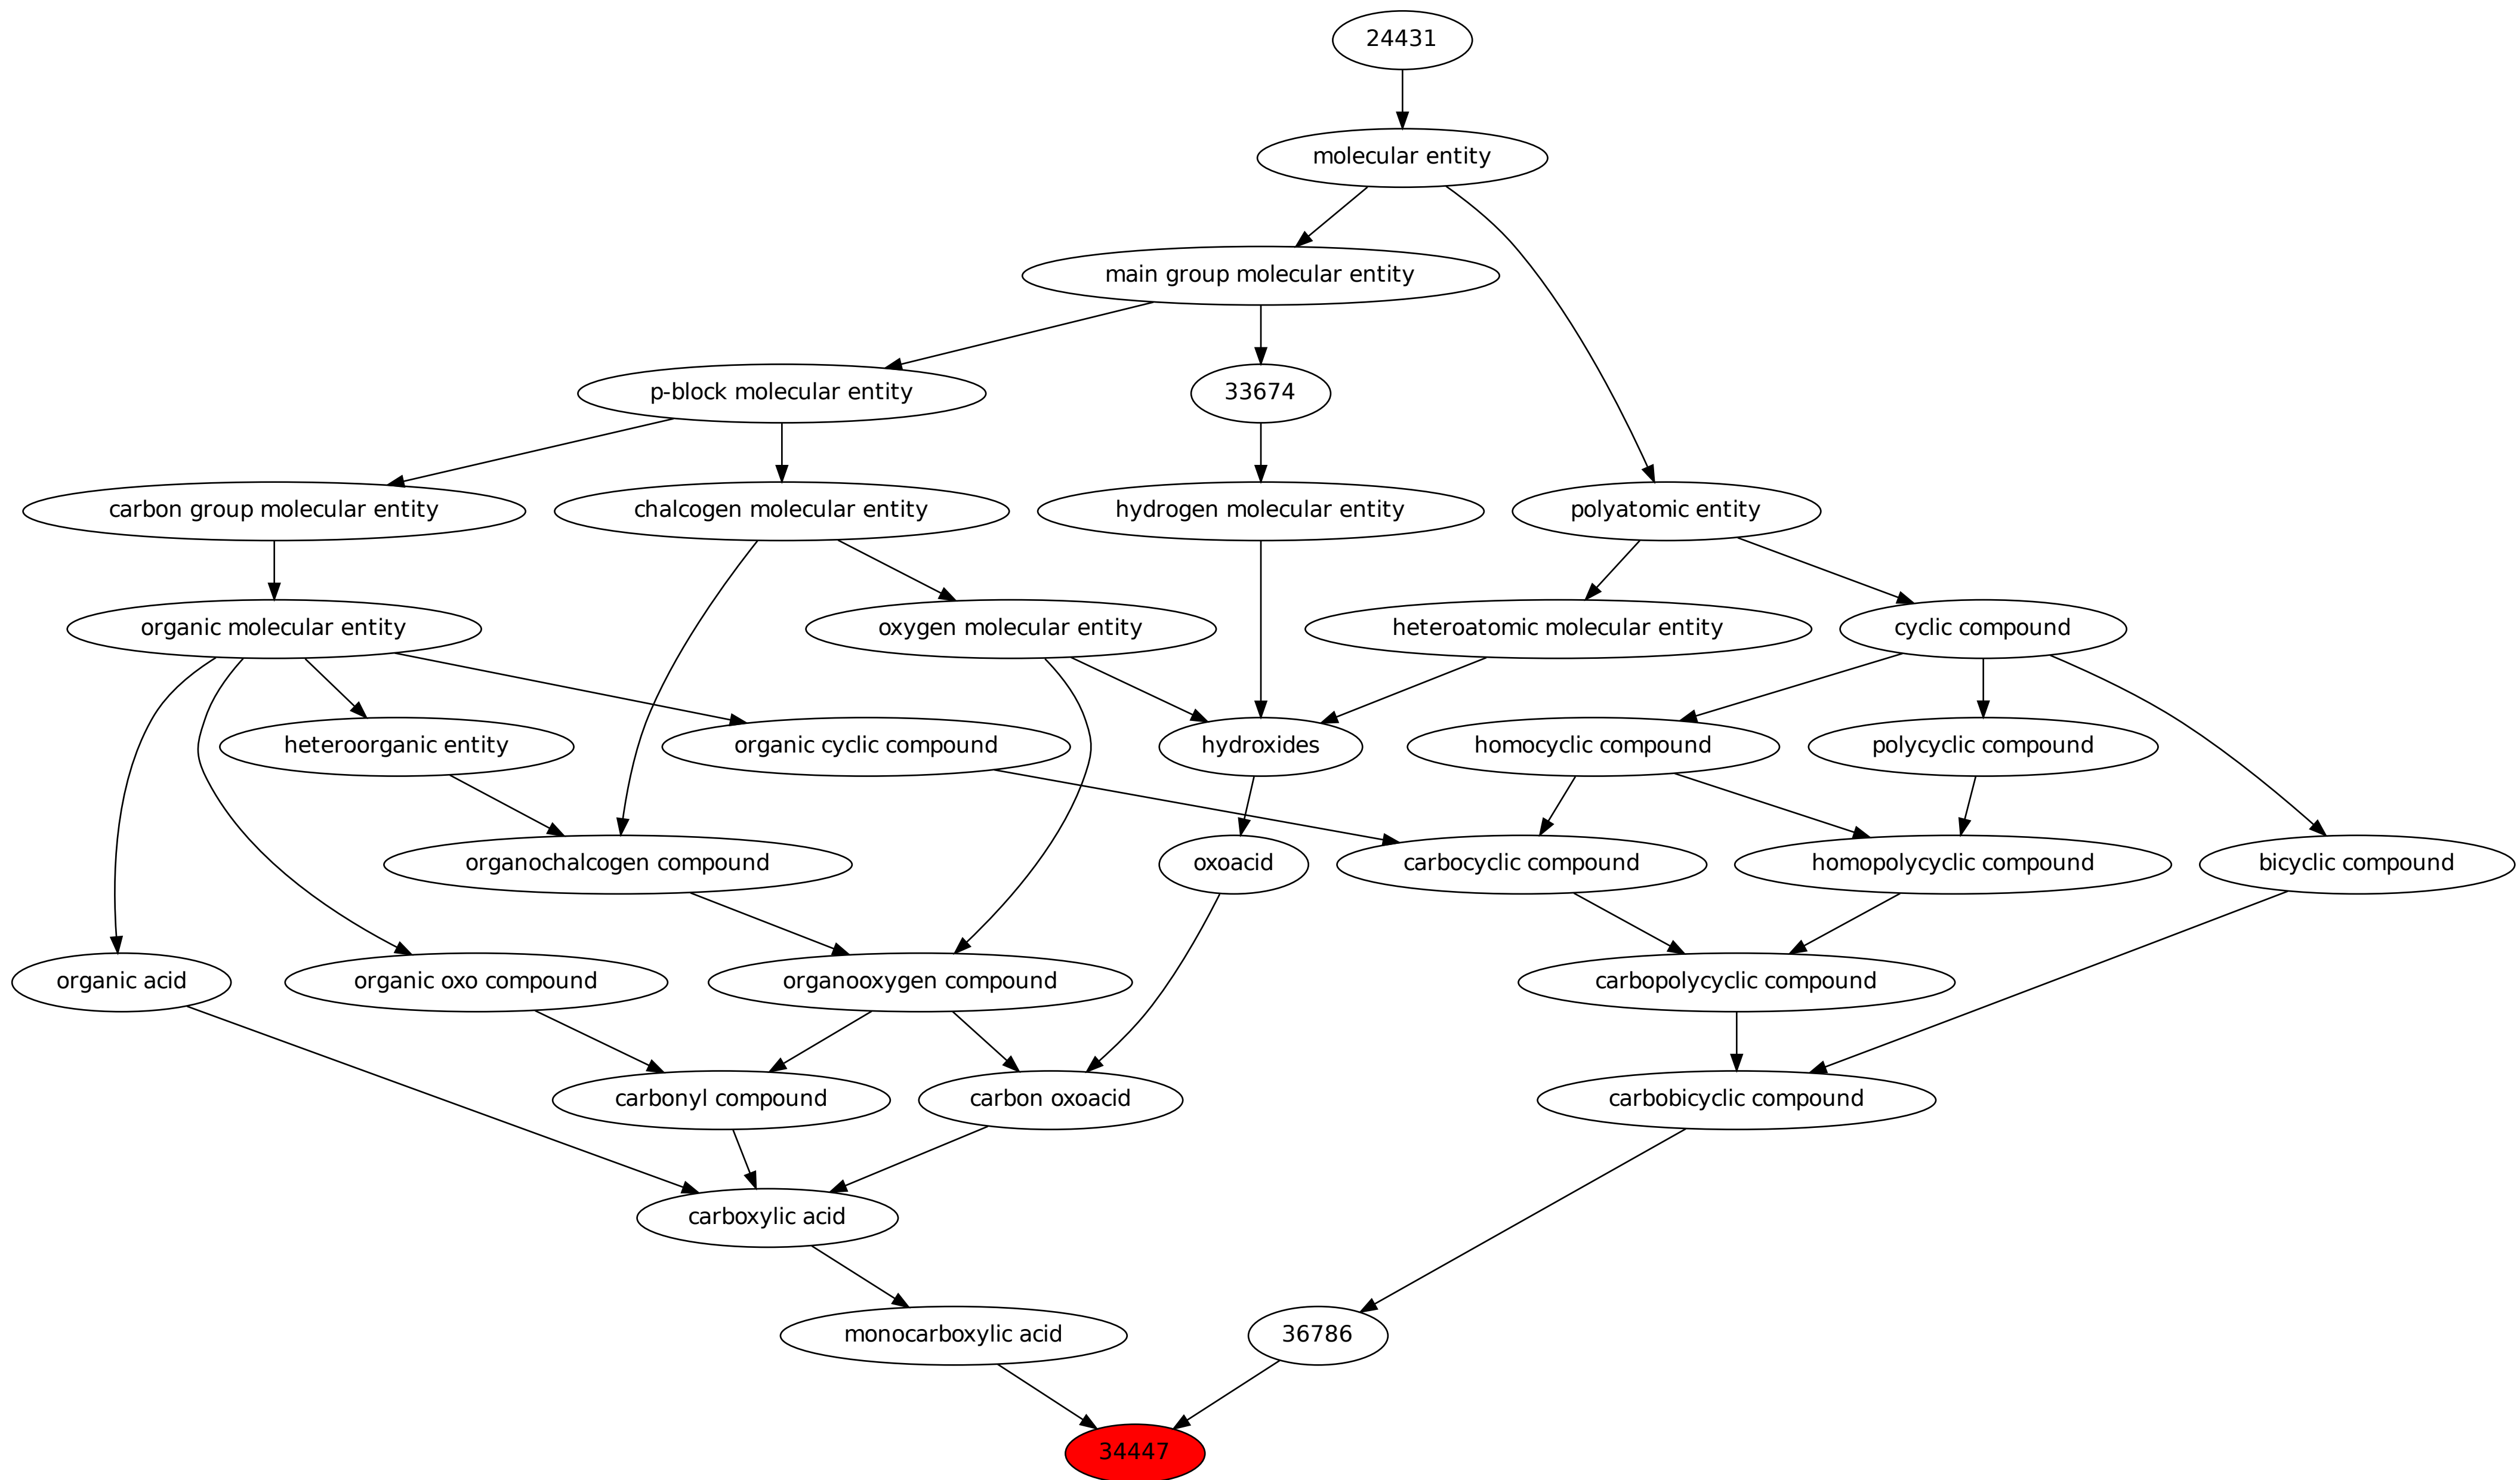 24431
molecular entity
main group molecular entity
p-block molecular entity
33674
carbon group molecular entity
chalcogen molecular entity
hydrogen molecular entity
polyatomic entity
organic molecular entity
oxygen molecular entity
heteroatomic molecular entity
cyclic compound
heteroorganic entity
organic cyclic compound
hydroxides
homocyclic compound
polycyclic compound
organochalcogen compound
oxoacid
carbocyclic compound
homopolycyclic compound
bicyclic compound
organic acid
organic oxo compound
organooxygen compound
carbopolycyclic compound
carbonyl compound
carbon oxoacid
carbobicyclic compound
carboxylic acid
monocarboxylic acid
36786
34447